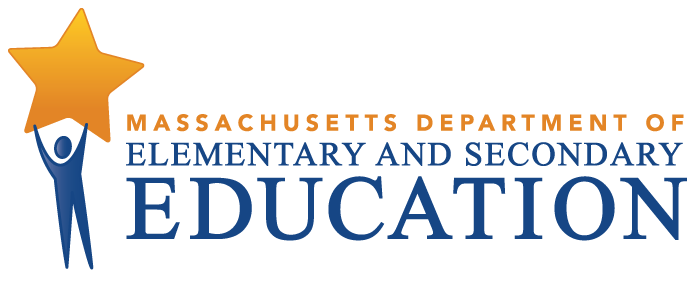 MASSACHUSETTS DEPARTMENT OF
ELEMENTARY AND SECONDARY
EDUCATION